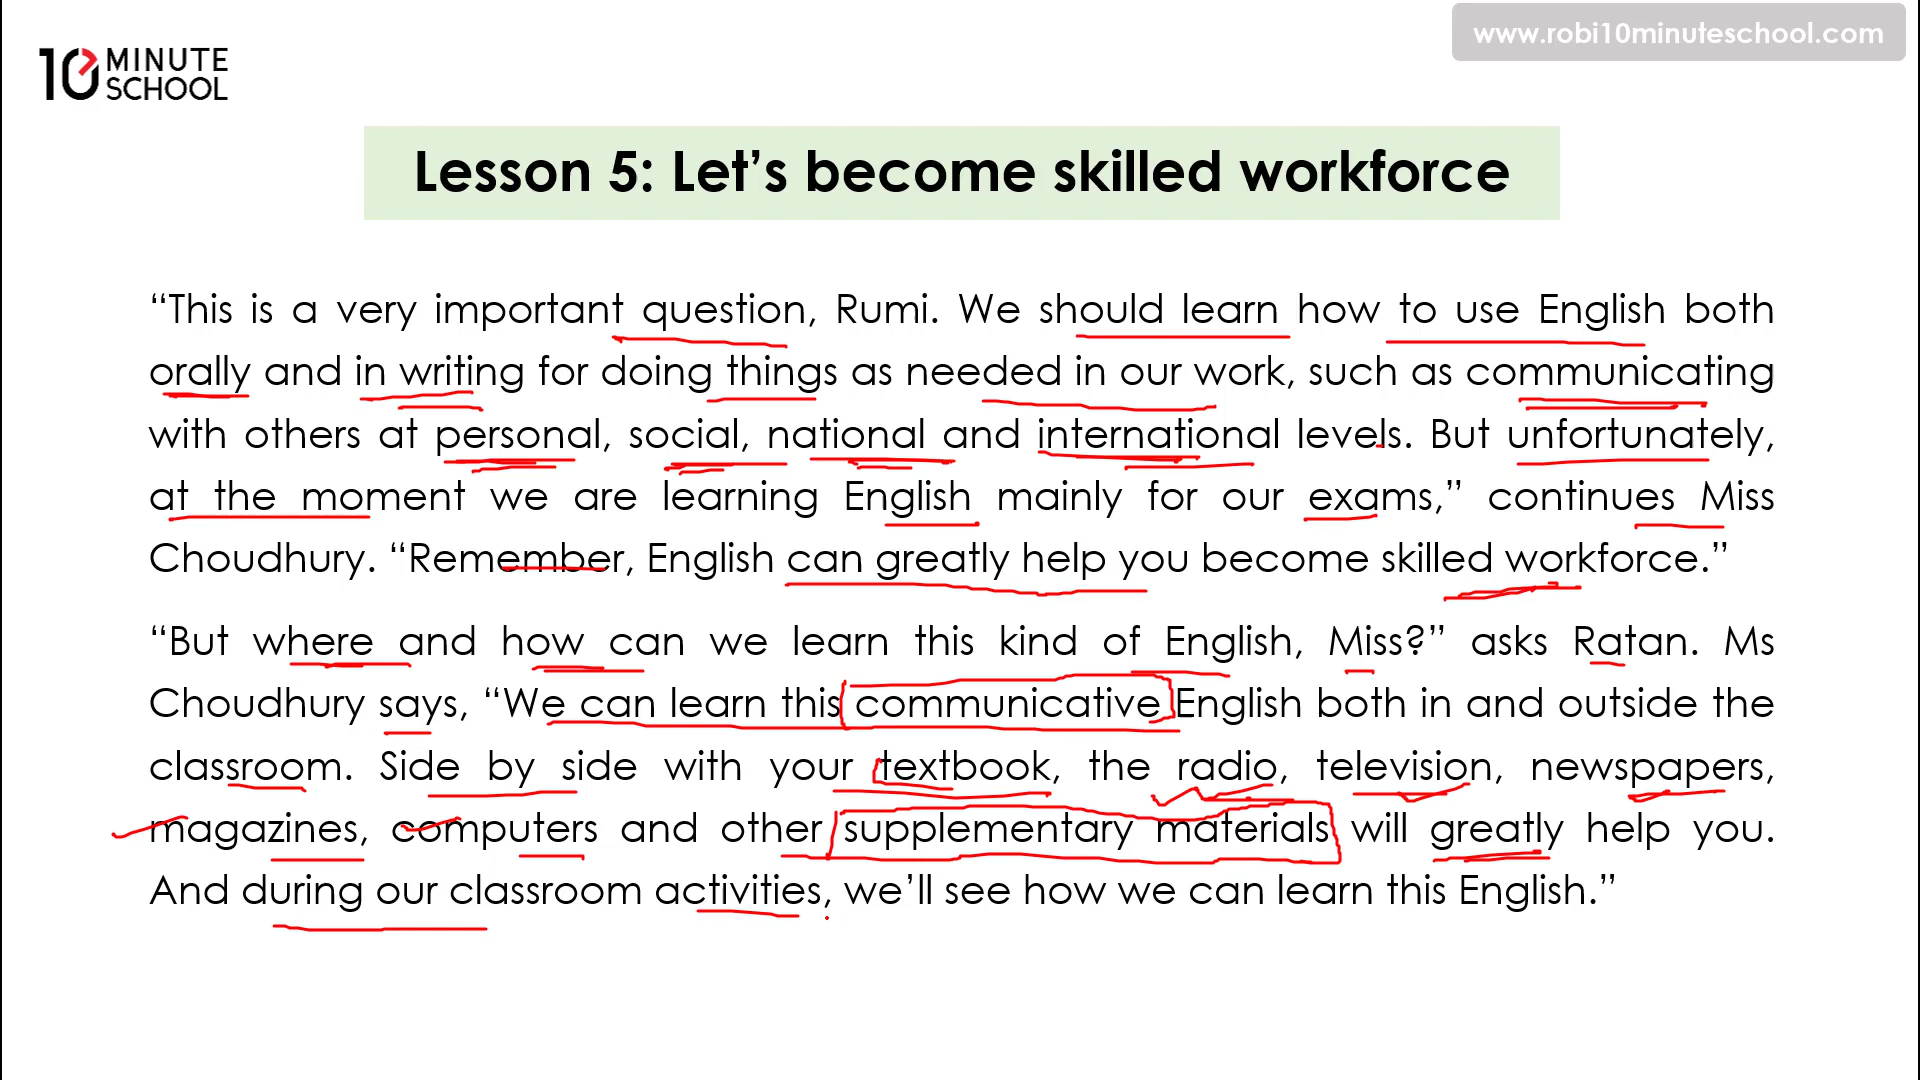 www.robi10minuteschool.com
10 MINUTE
SCHOOL
Lesson 5: Let’s become skilled workforce
“This is a very important question, Rumi. We should learn how to use English both
orally and in writing for doing things as needed in our work, such as communicating
with others at personal, social, national and international levels. But unfortunately,
at the moment we are learning English mainly for our exams,” continues Miss
Choudhury. “Remember, English can greatly help you become skilled workforce.”
“But where and how can we learn this kind of English, Miss?” asks Ratan. Ms
Choudhury says, “We can learn this communicative English both in and outside the
classroom. Side by side with your textbook, the radio, television, newspapers,
magazines, computers and other supplementary materials will greatly help you.
And during our classroom activities, we’ll see how we can learn this English.”